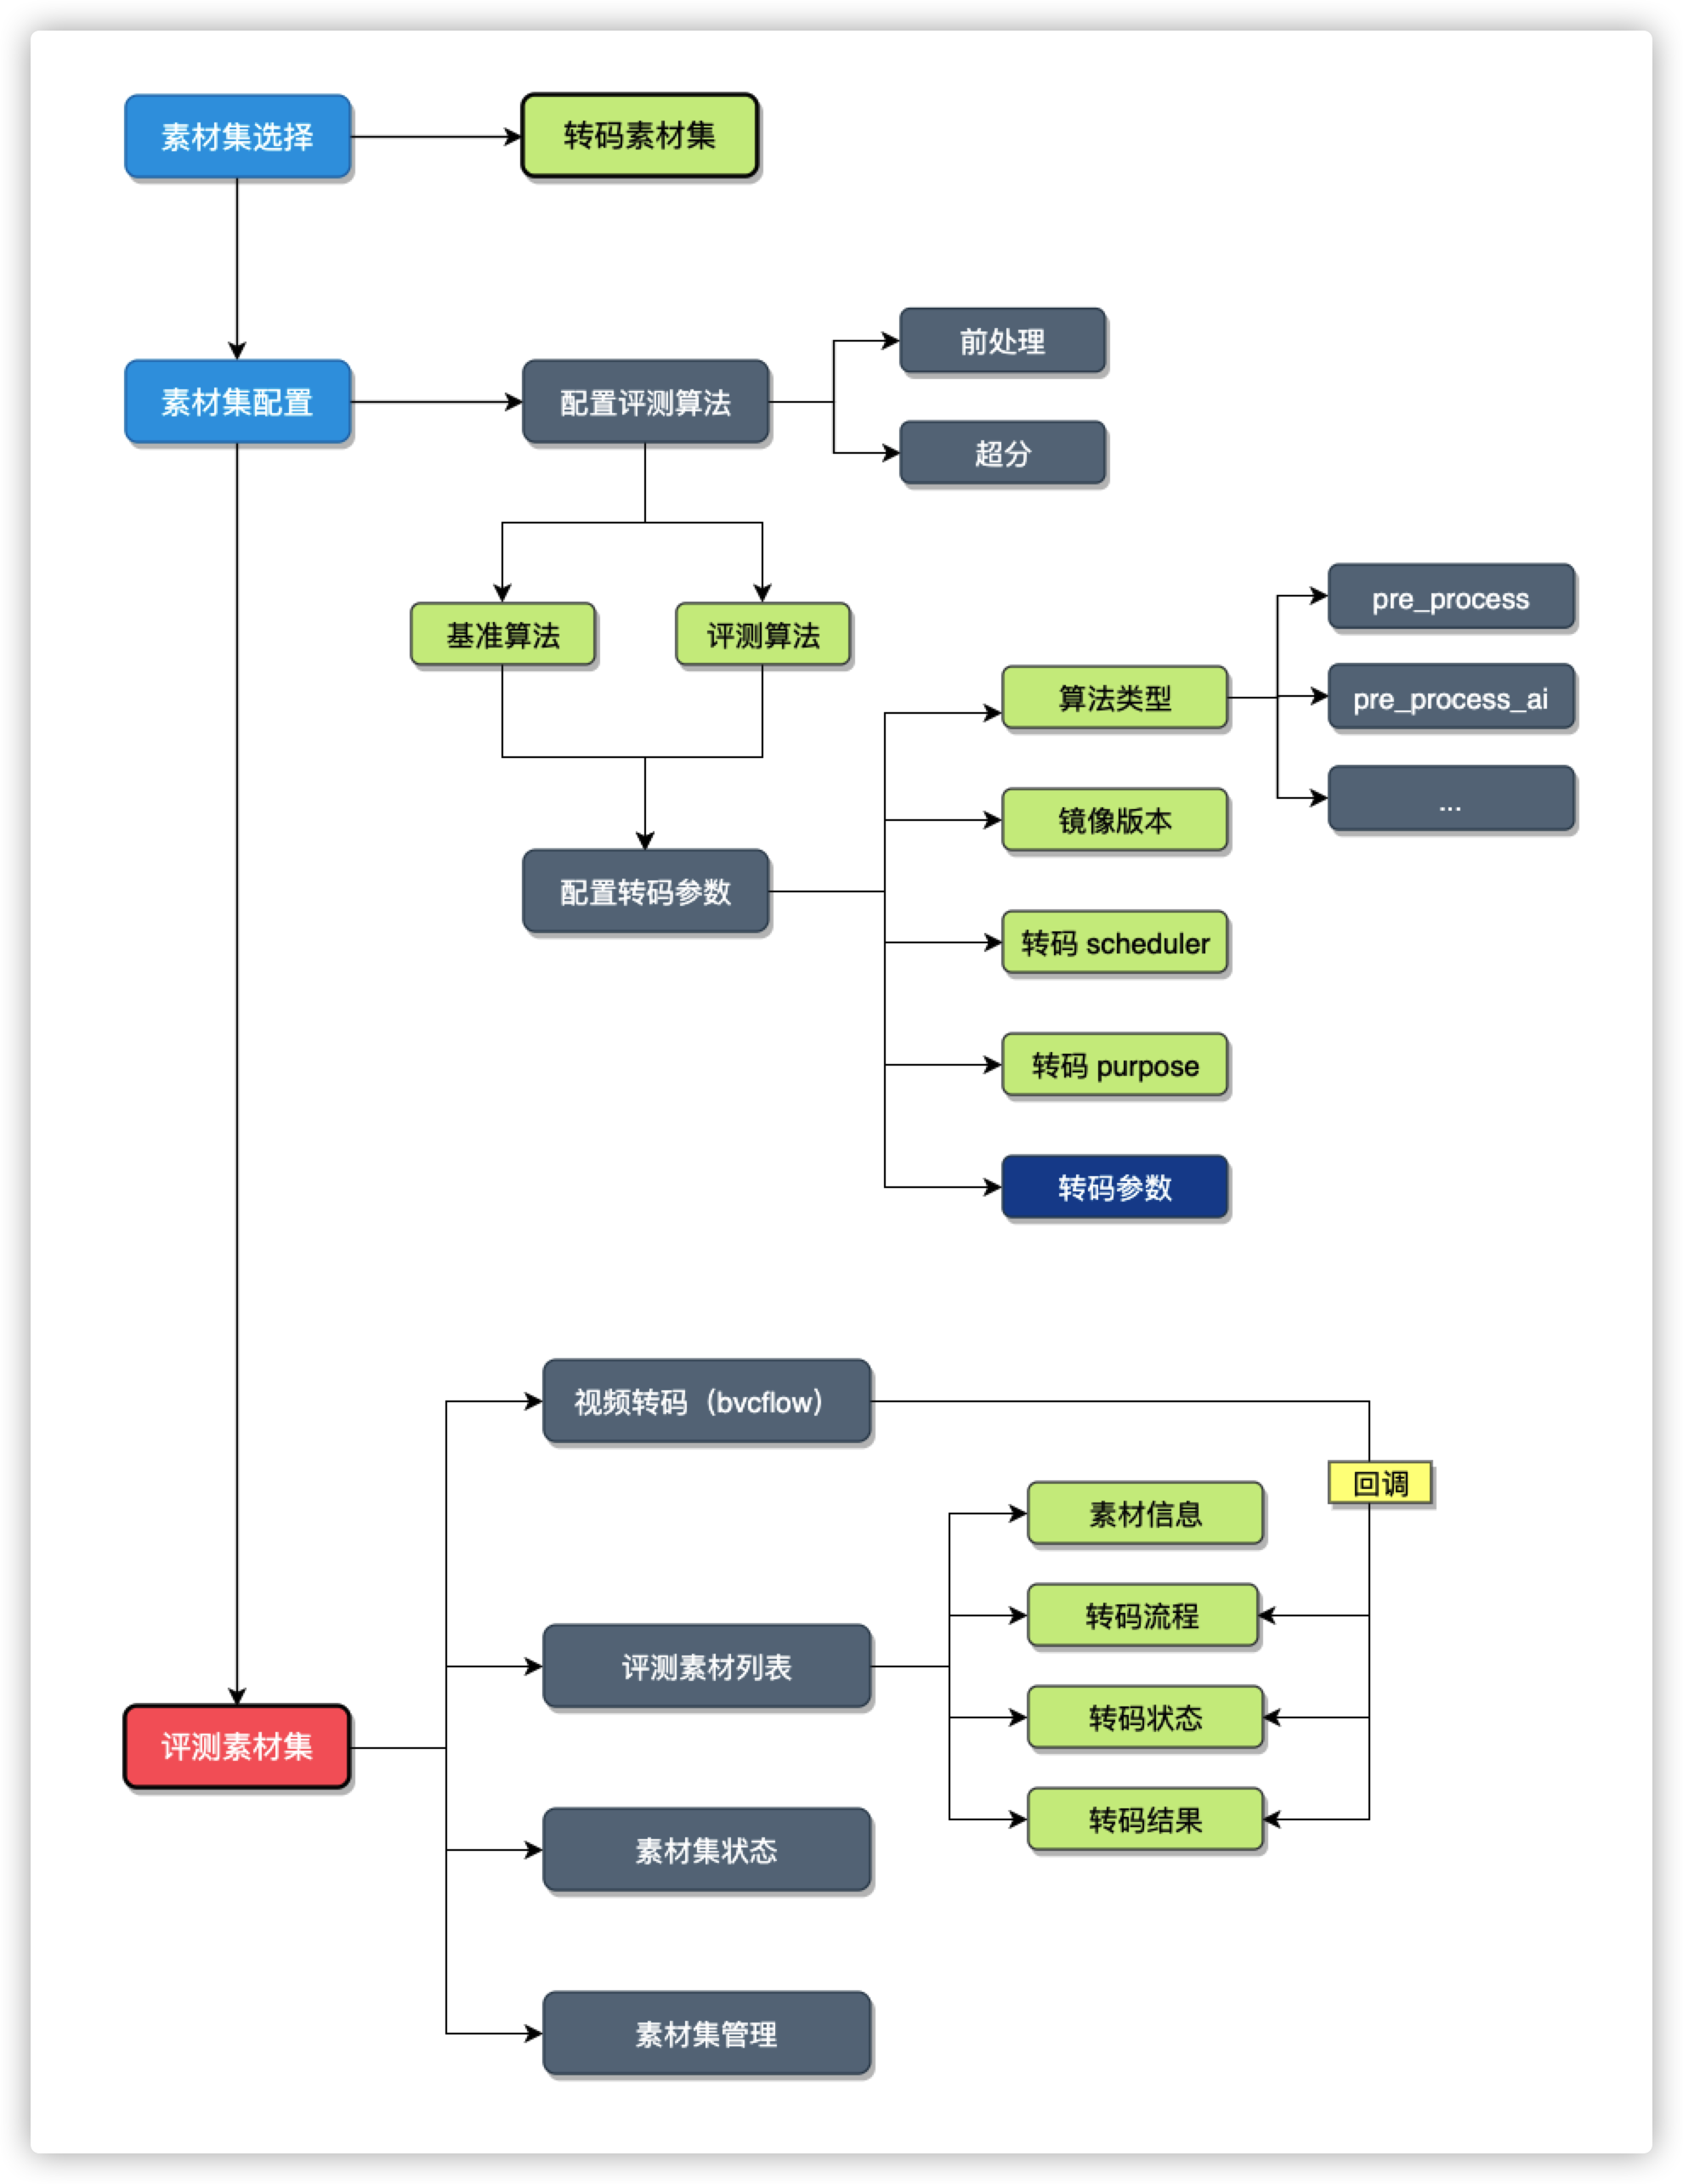 素材集选择
转码素材集
前处理
素材集配置
配置评测算法
超分
pre_process
基准算法
评测算法
算法类型
pre_process_ai
...
镜像版本
配置转码参数
转码 scheduler
转码 purpose
转码参数
视频转码（bvcflow）
回调
素材信息
转码流程
评测素材列表
转码状态
评测素材集
转码结果
素材集状态
素材集管理